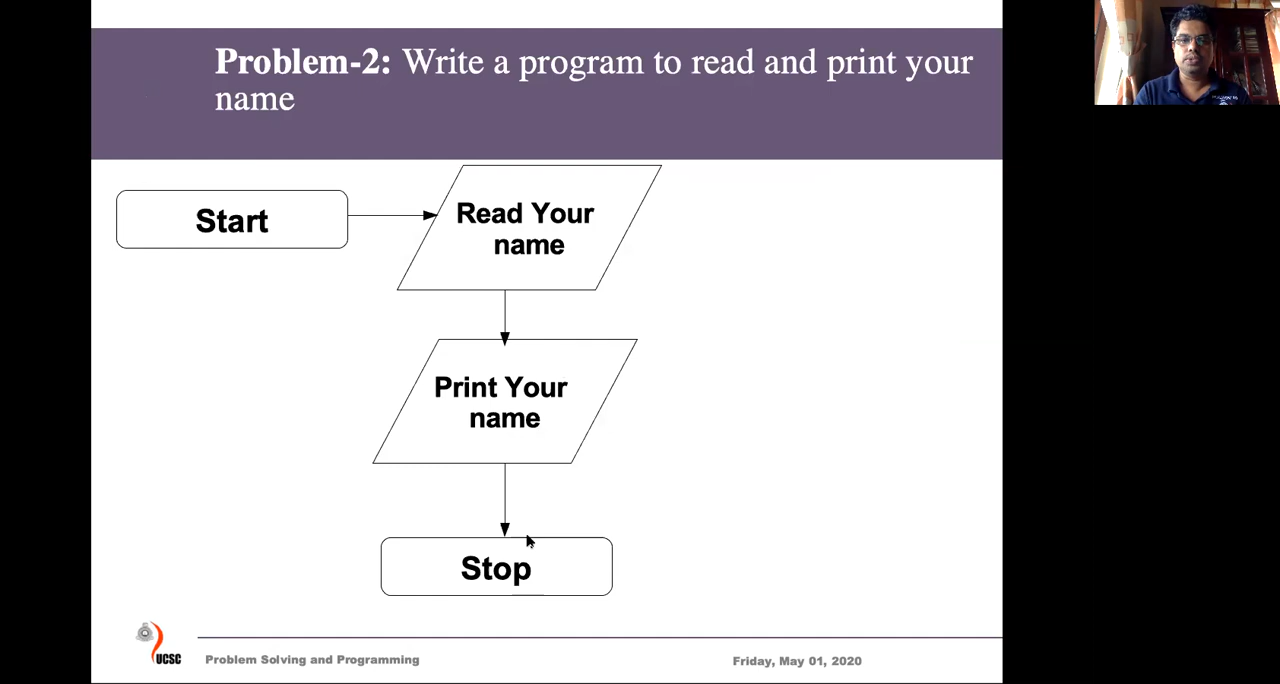 Problem-2: Write a program to read and print your
name
Start
Read Your
name
Print Your
name
Stop
UCSC
Problem Solving and Programming
Friday, May 01, 2020